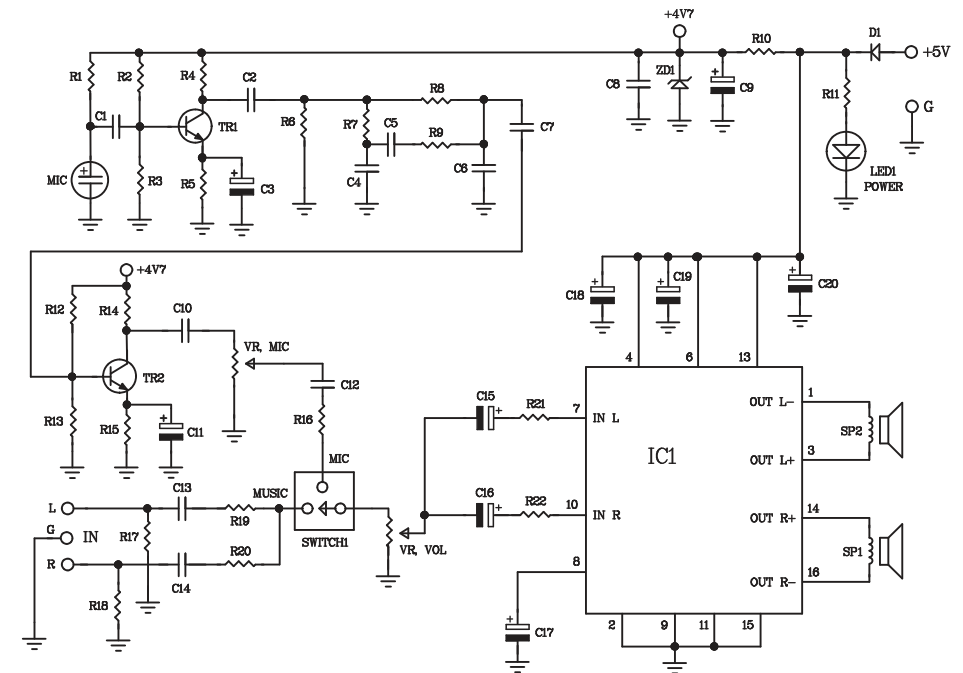 +4V7
+5V
D1
R10
R1
R2
R4
C2
R8
C8
ZD1
C9
R11
G
C1
TR1
R6
R7
C5
R9
C7
MIC
R3
R5
C3
C4
C6
LED1
POWER
+4V7
R12
R14
C10
C18
C19
C20
VR, MIC
4
6
13
TR2
C12
R13
R15
C11
R16
C15
R21
7
IN L
IC1
OUT L-
1
SP2
OUT L+
3
MIC
MUSIC
C13
L
R19
G
IN
R17
SWITCH1
VR, VOL
C16
R22
10
IN R
OUT R+
14
SP1
R
R20
C14
8
OUT R-
16
R18
C17
2
9
11
15